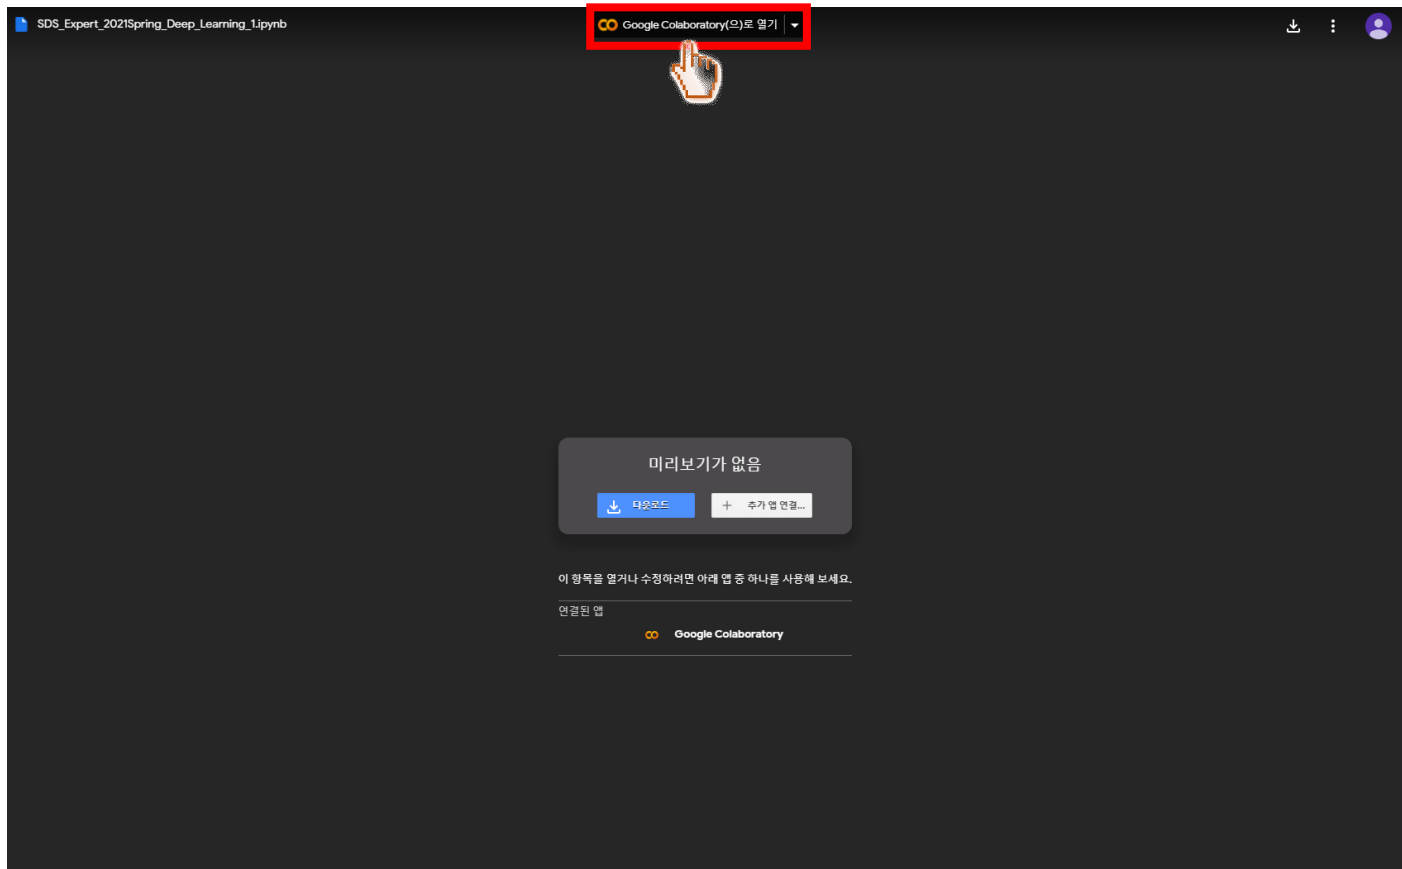 SDS_Expert_2021Spring_Deep_Learning_1.ipynb
Google Colaboratory(으)로 열기
미리보기가 없음
다운로드
추가 앱 연결...
이 항목을 열거나 수정하려면 아래 앱 중 하나를 사용해 보세요.
연결된 앱
Google Colaboratory